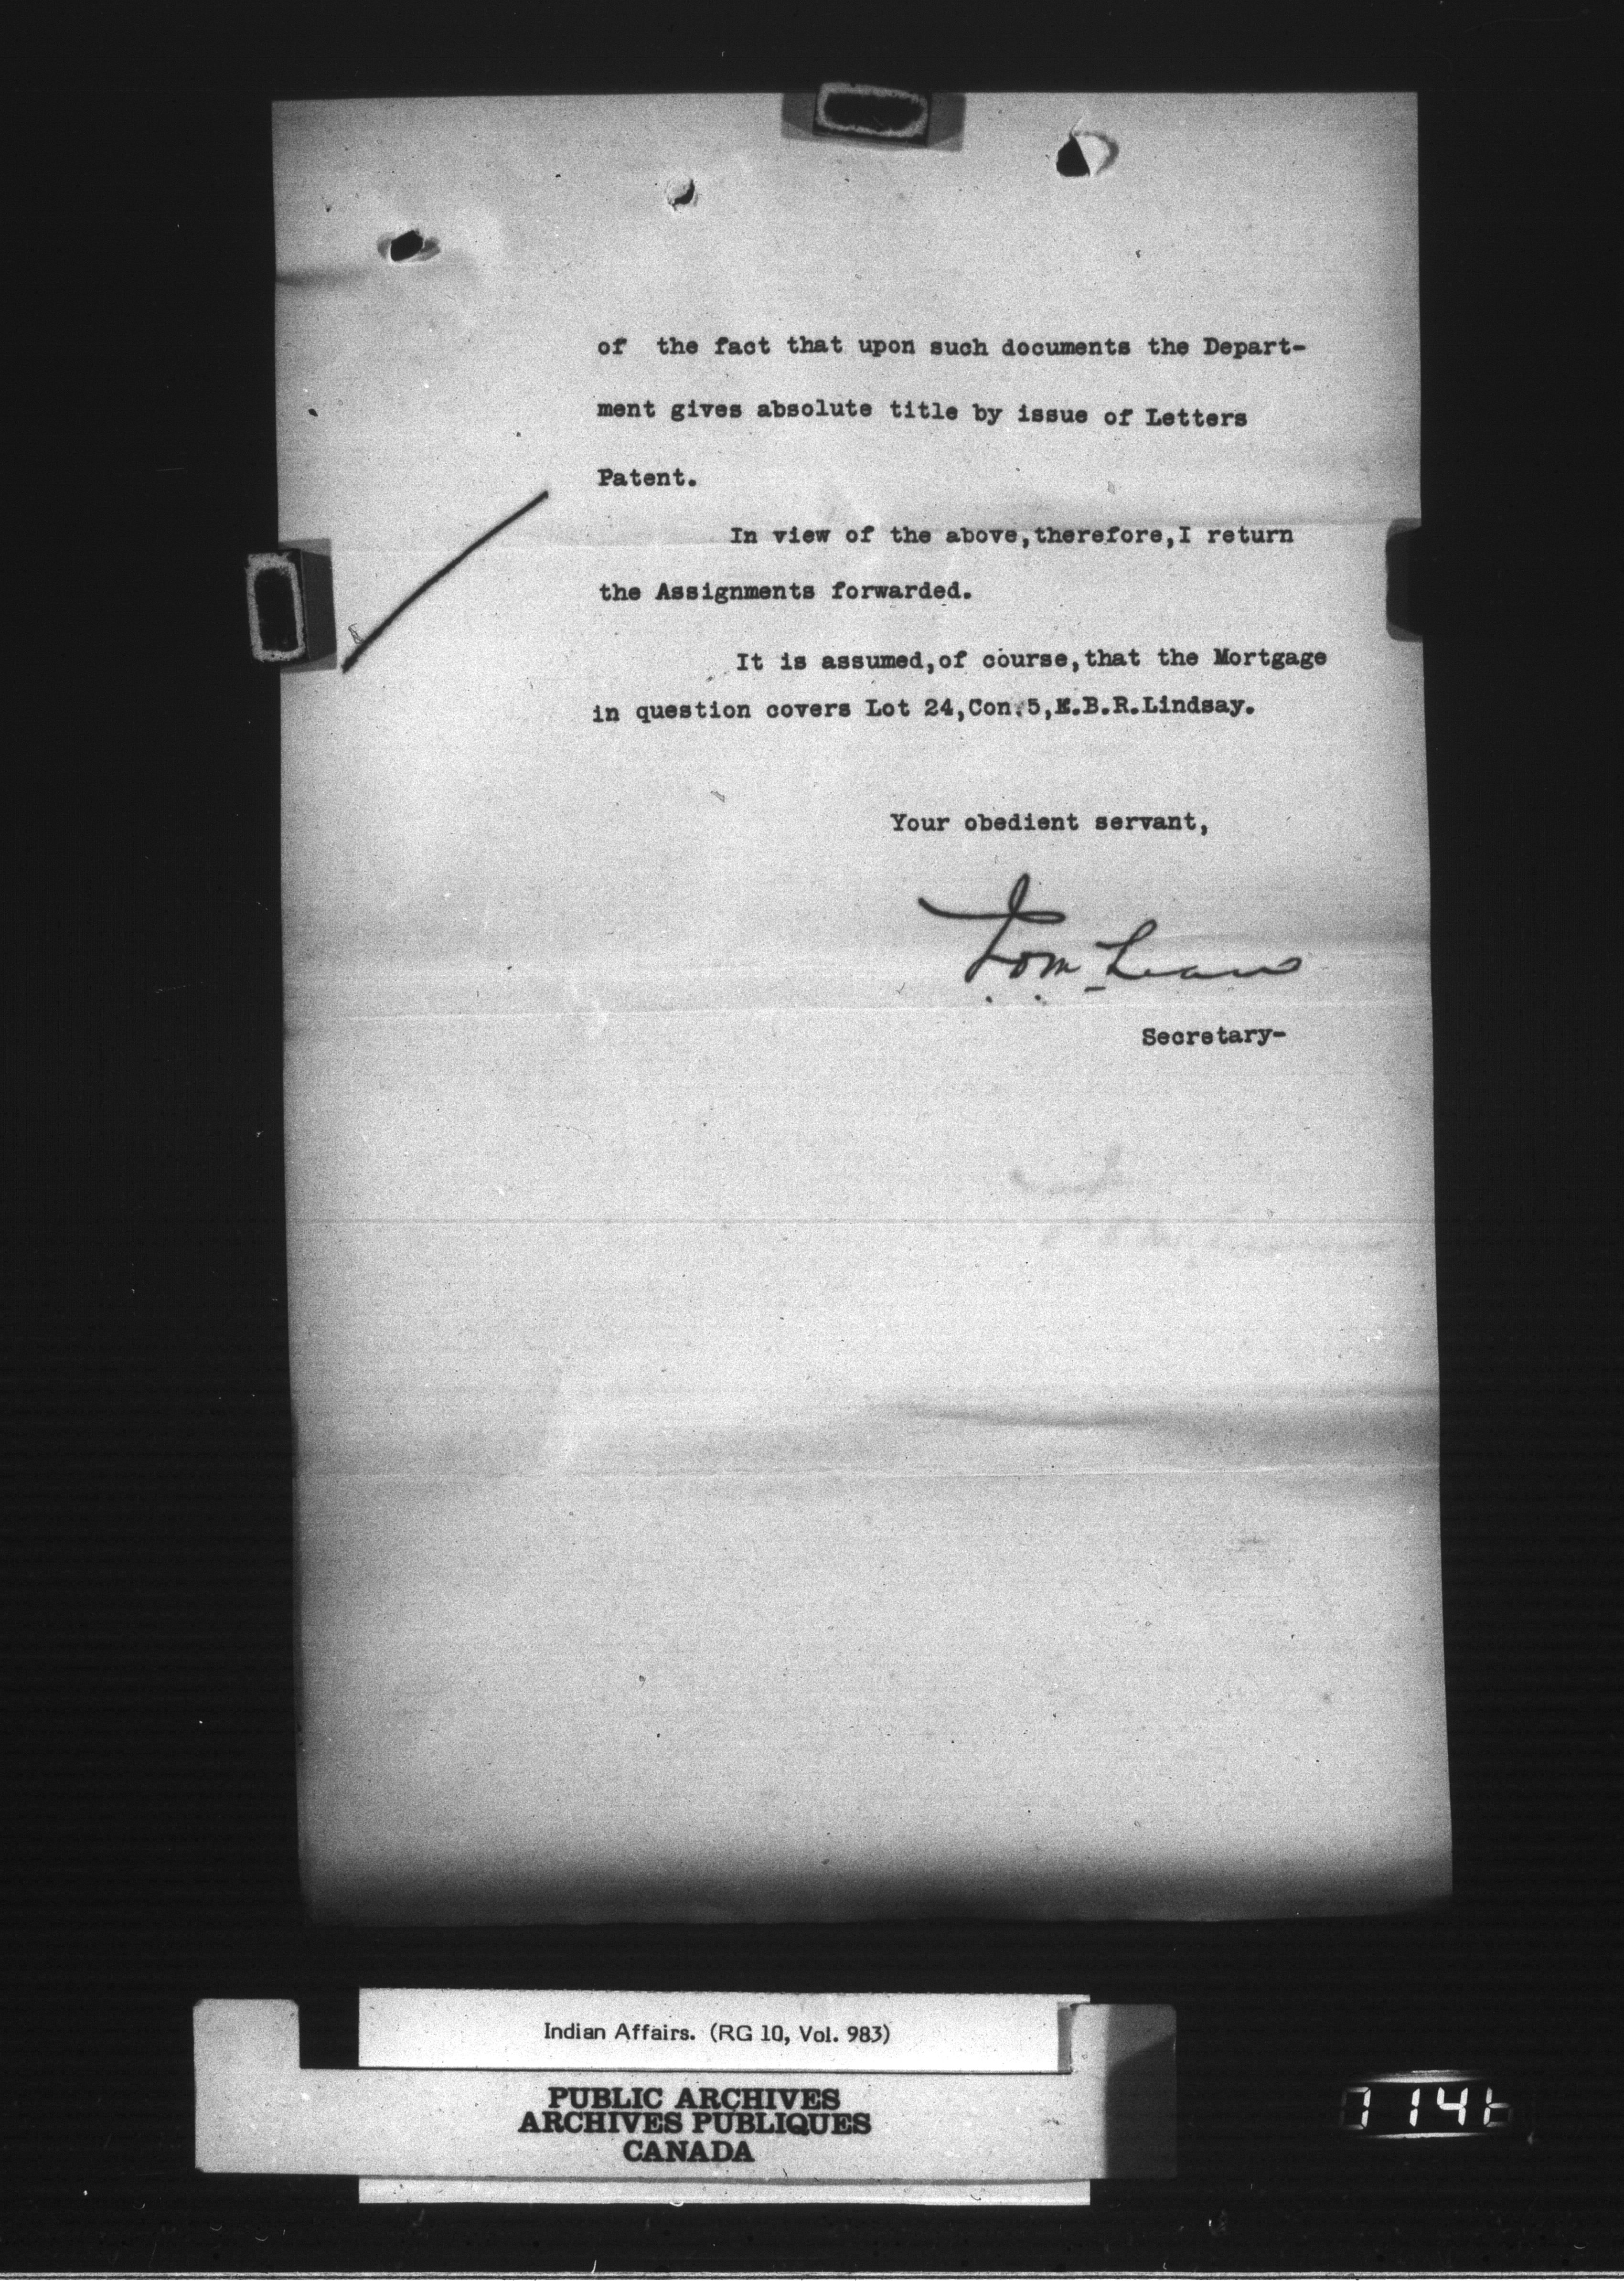 of the fact that upon such documents the Depart-
ment gives absolute title by issue of Letters
Patent.
In view of the above,therefore,I return
the Assignments forwarded.
It is assumed,of course,that the Mortgage
in question covers Lot 24,Con.5,E.B.R.Lindsay.
Your obedient servant,
Secretary-
Indian Affairs. (RG 10, Vol. 983)
PUBLIC ARCHIVES
ARCHIVES PUBLIQUES
CANADA